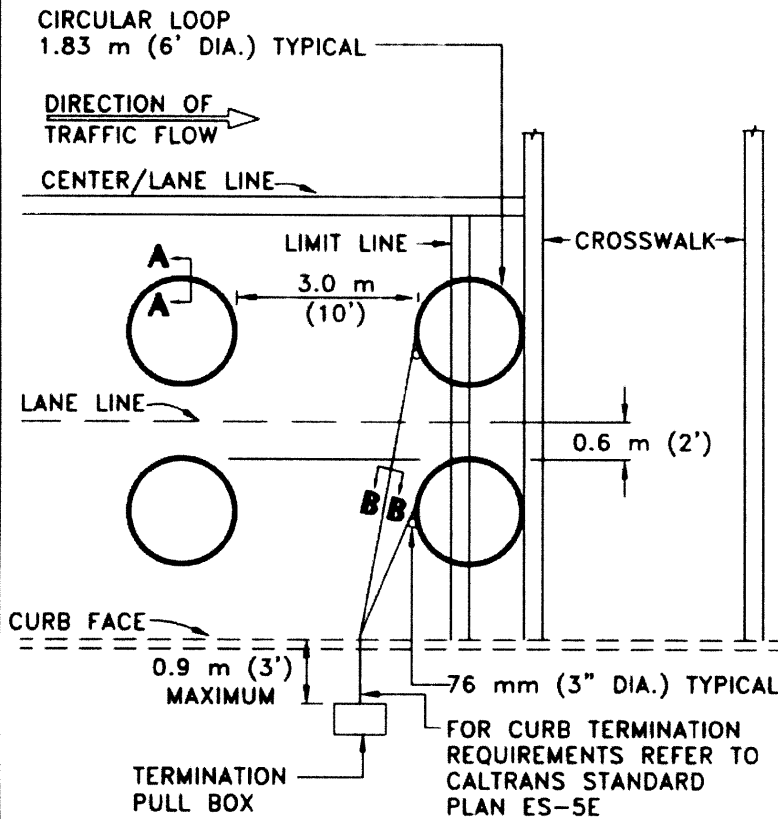 CIRCULAR LOOP
1.83 m (6' DIA.) TYPICAL
DIRECTION OF
TRAFFIC FLOW
CENTER/LANE LINE
LIMIT LINE
CROSSWALK
A
A
3.0 m
(10')
LANE LINE
0.6 m (2')
B B
CURB FACE
0.9 m (3')
MAXIMUM
76 mm (3" DIA.) TYPICAL
FOR CURB TERMINATION
REQUIREMENTS REFER TO
CALTRANS STANDARD
PLAN ES-5E
TERMINATION
PULL BOX